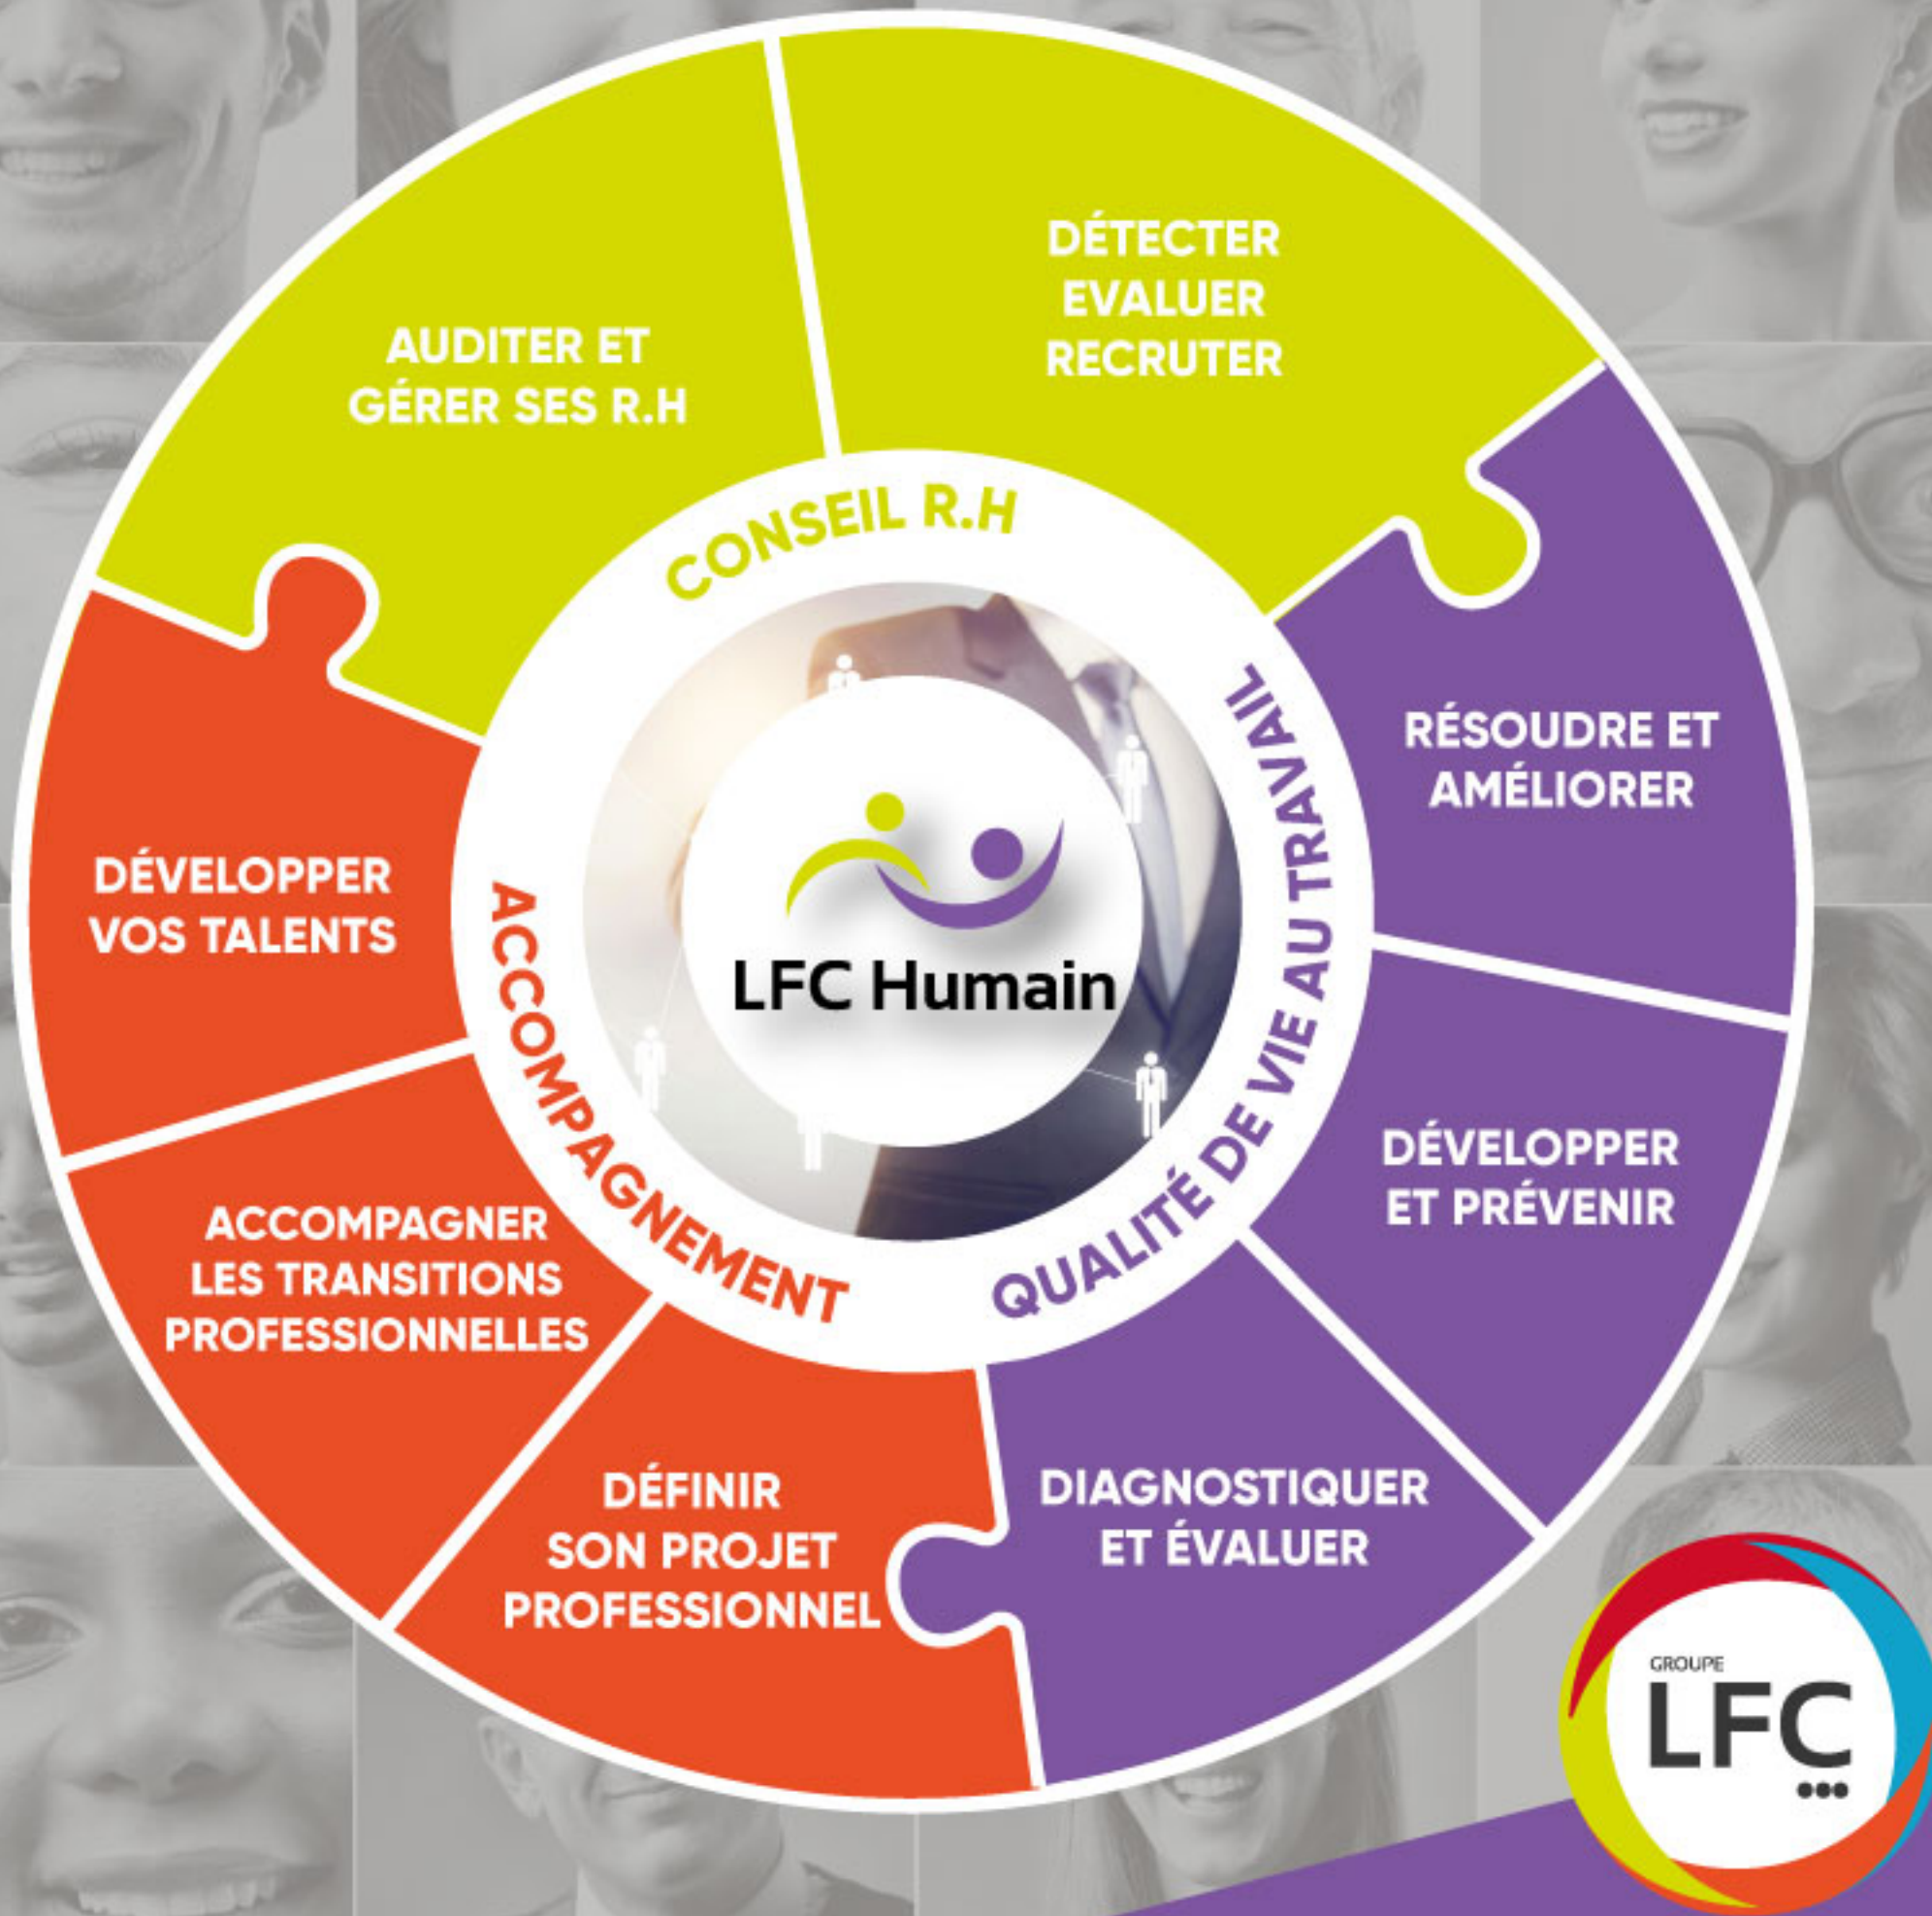 DÉTECTER
EVALUER
RECRUTER
AUDITER ET
GÉRER SES R.H
CONSEIL R.H
RÉSOUDRE ET
AMÉLIORER
QUALITÉ DE VIE AU TRAVAIL
DÉVELOPPER
VOS TALENTS
ACCOMPAGNEMENT
LFC Humain
DÉVELOPPER
ET PRÉVENIR
ACCOMPAGNER
LES TRANSITIONS
PROFESSIONNELLES
DÉFINIR
SON PROJET
PROFESSIONNEL
DIAGNOSTIQUER
ET ÉVALUER
GROUPE
LFC